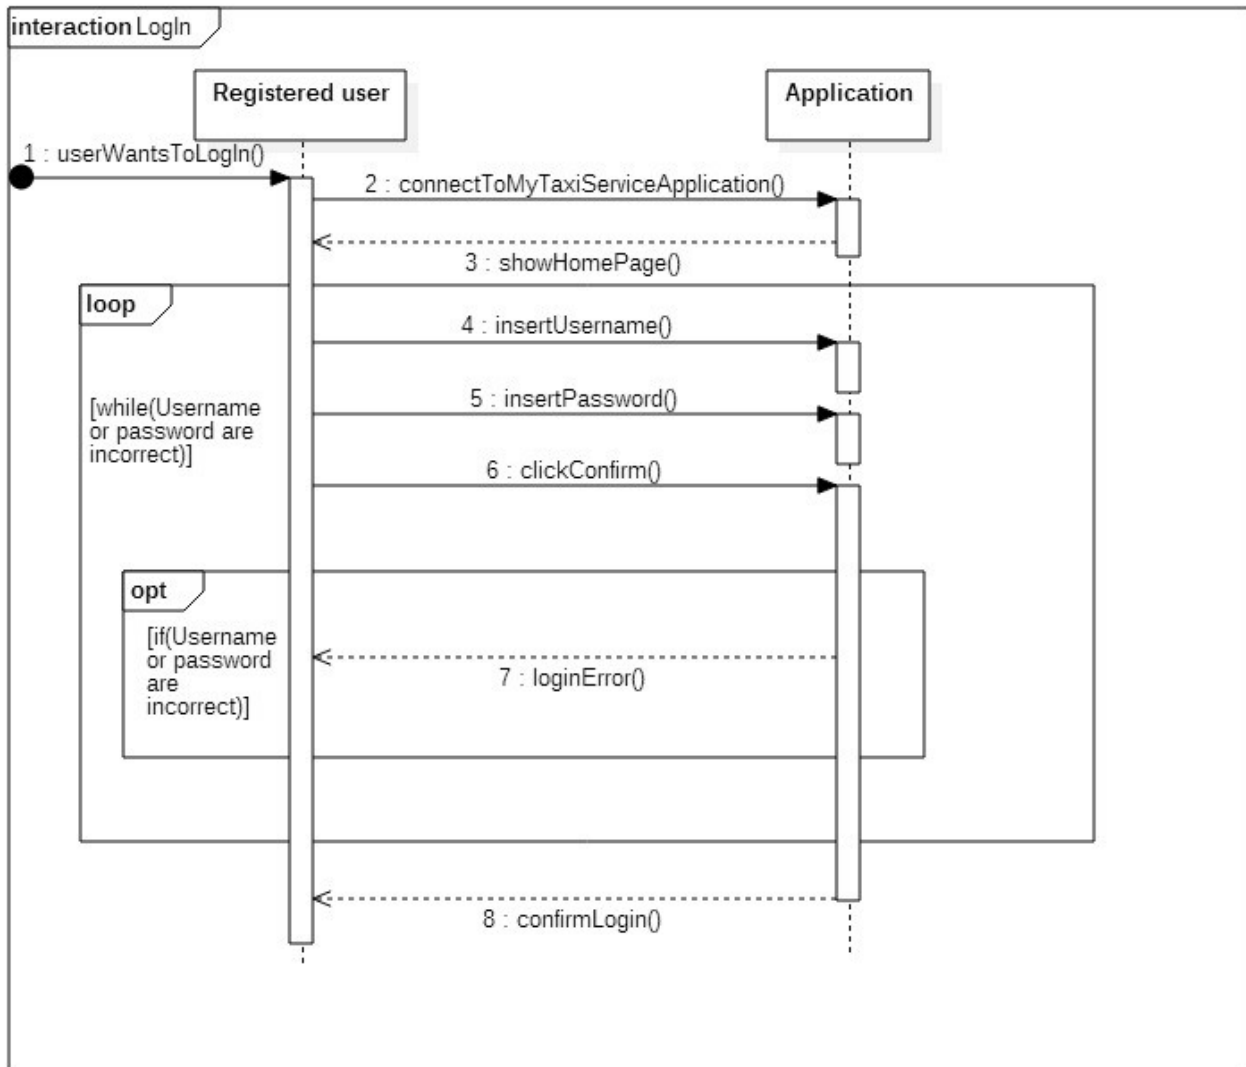 interaction LogIn
Registered user
Application
1 : userWantsToLogIn()
2 : connectToMyTaxiServiceApplication()
3 : showHomePage()
loop
4 : insertUsername()
[while(Username
or password are
incorrect)]
5 : insertPassword()
6 : clickConfirm()
opt
[if(Username
or password
are
incorrect)]
7 : loginError()
8 : confirmLogin()